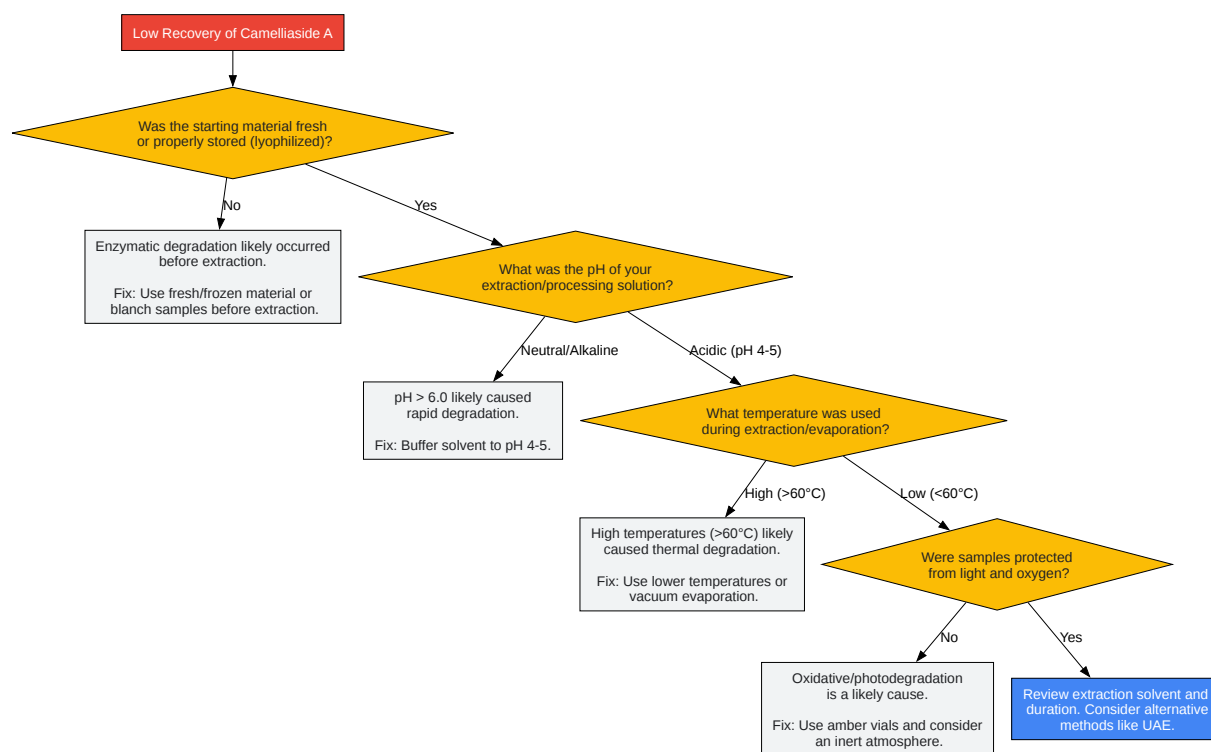 Low Recovery of Camelliaside A
Was the starting material fresh
or properly stored (lyophilized)?
No
Yes
Enzymatic degradation likely occurred
before extraction.
Fix: Use fresh/frozen material or
blanch samples before extraction.
What was the pH of your
extraction/processing solution?
Neutral/Alkaline
Acidic (pH 4-5)
pH > 6.0 likely caused
rapid degradation.
Fix: Buffer solvent to pH 4-5.
What temperature was used
during extraction/evaporation?
High (>60°C)
Low (<60°C)
High temperatures (>60°C) likely
caused thermal degradation.
Fix: Use lower temperatures or
vacuum evaporation.
Were samples protected
from light and oxygen?
No
Yes
Oxidative/photodegradation
is a likely cause.
Fix: Use amber vials and consider
an inert atmosphere.
Review extraction solvent and
duration. Consider alternative
methods like UAE.